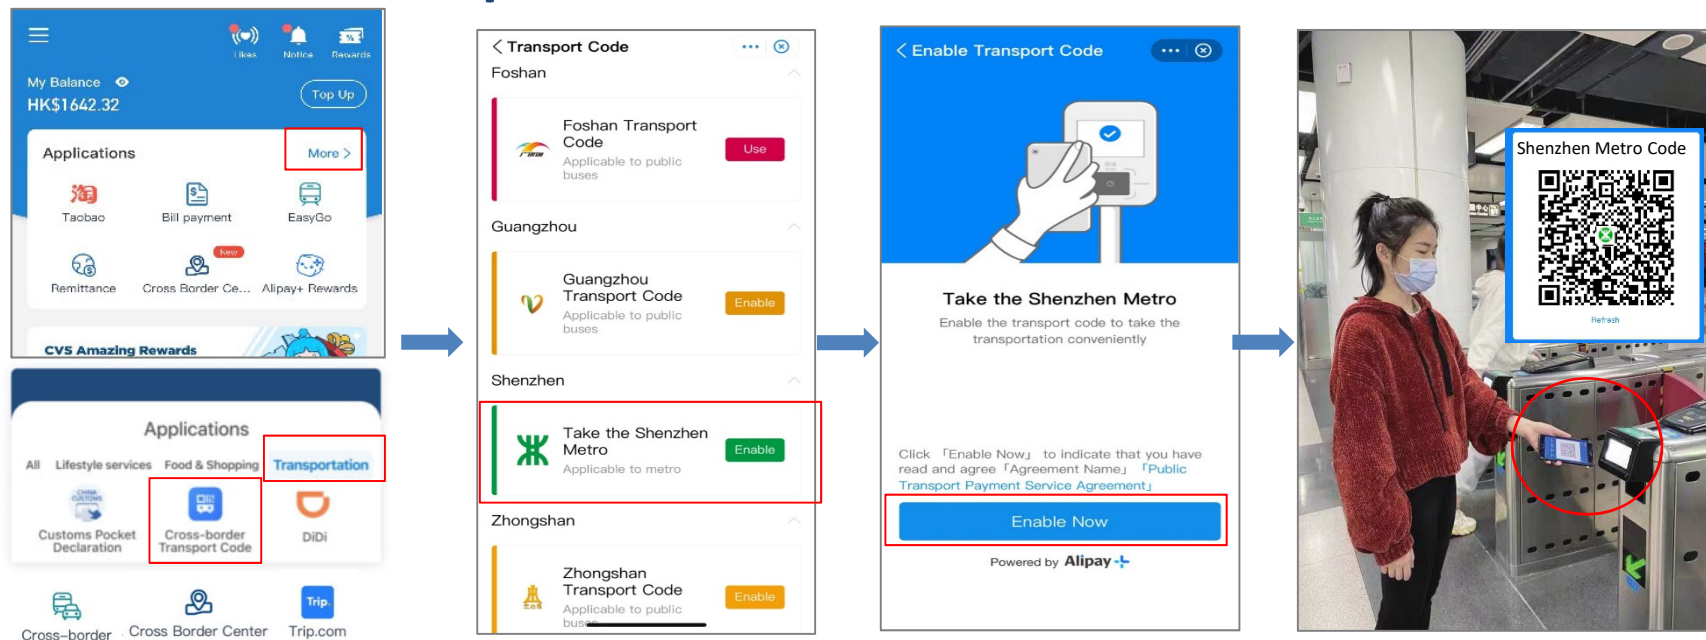 Likes
Notice
Rewards
My Balance
HK$1642.32
Top Up
Applications
More >
Taobao
Bill payment
EasyGo
New
Remittance
Cross Border Ce...
Alipay+ Rewards
CVS Amazing
Rewards
Applications
All
Lifestyle services
Food & Shopping
Transportation
CHINA
CUSTOMS
Customs Pocket
Declaration
Cross-border
Transport Code
DiDi
Cross-border
Cross Border Center
Trip.
Trip.com
< Transport Code
Foshan
Foshan Transport
Code
Applicable to public
buses
Use
Guangzhou
Guangzhou
Transport Code
Applicable to public
buses
Enable
Shenzhen
Take the Shenzhen
Metro
Applicable to metro
Enable
Zhongshan
Zhongshan
Transport Code
Applicable to public
buses
Enable
< Enable Transport Code
Take the Shenzhen Metro
Enable the transport code to take the
transportation conveniently
Click 「Enable Now」 to indicate that you have
read and agree「Agreement Name」 「Public
Transport Payment Service Agreement」
Enable Now
Powered by Alipay+
Shenzhen Metro Code
Refresh